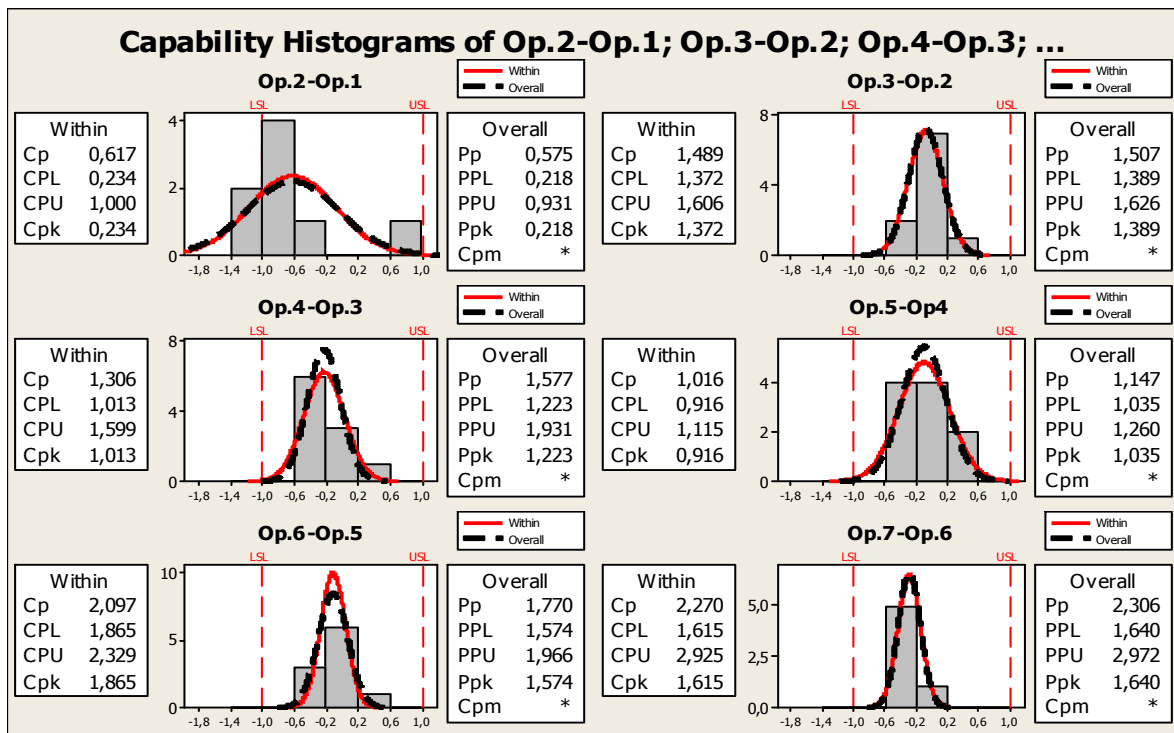 Capability Histograms of Op.2-Op.1; Op.3-Op.2; Op.4-Op.3; ...
Op.2-Op.1
Within
Overall
LSL USL
Within
Cp 0,617
CPL 0,234
CPU 1,000
Cpk 0,234
4
2
0
-1,8 -1,4 -1,0 -0,6 -0,2 0,2 0,6 1,0
Overall
Pp 0,575
PPL 0,218
PPU 0,931
Ppk 0,218
Cpm *
Op.3-Op.2
Within
Overall
LSL USL
Within
Cp 1,489
CPL 1,372
CPU 1,606
Cpk 1,372
8
4
0
-1,8 -1,4 -1,0 -0,6 -0,2 0,2 0,6 1,0
Overall
Pp 1,507
PPL 1,389
PPU 1,626
Ppk 1,389
Cpm *
Op.4-Op.3
Within
Overall
LSL USL
Within
Cp 1,306
CPL 1,013
CPU 1,599
Cpk 1,013
8
4
0
-1,8 -1,4 -1,0 -0,6 -0,2 0,2 0,6 1,0
Overall
Pp 1,577
PPL 1,223
PPU 1,931
Ppk 1,223
Cpm *
Op.5-Op4
Within
Overall
LSL USL
Within
Cp 1,016
CPL 0,916
CPU 1,115
Cpk 0,916
4
2
0
-1,8 -1,4 -1,0 -0,6 -0,2 0,2 0,6 1,0
Overall
Pp 1,147
PPL 1,035
PPU 1,260
Ppk 1,035
Cpm *
Op.6-Op.5
Within
Overall
LSL USL
Within
Cp 2,097
CPL 1,865
CPU 2,329
Cpk 1,865
10
5
0
-1,8 -1,4 -1,0 -0,6 -0,2 0,2 0,6 1,0
Overall
Pp 1,770
PPL 1,574
PPU 1,966
Ppk 1,574
Cpm *
Op.7-Op.6
Within
Overall
LSL USL
Within
Cp 2,270
CPL 1,615
CPU 2,925
Cpk 1,615
5,0
2,5
0,0
-1,8 -1,4 -1,0 -0,6 -0,2 0,2 0,6 1,0
Overall
Pp 2,306
PPL 1,640
PPU 2,972
Ppk 1,640
Cpm *